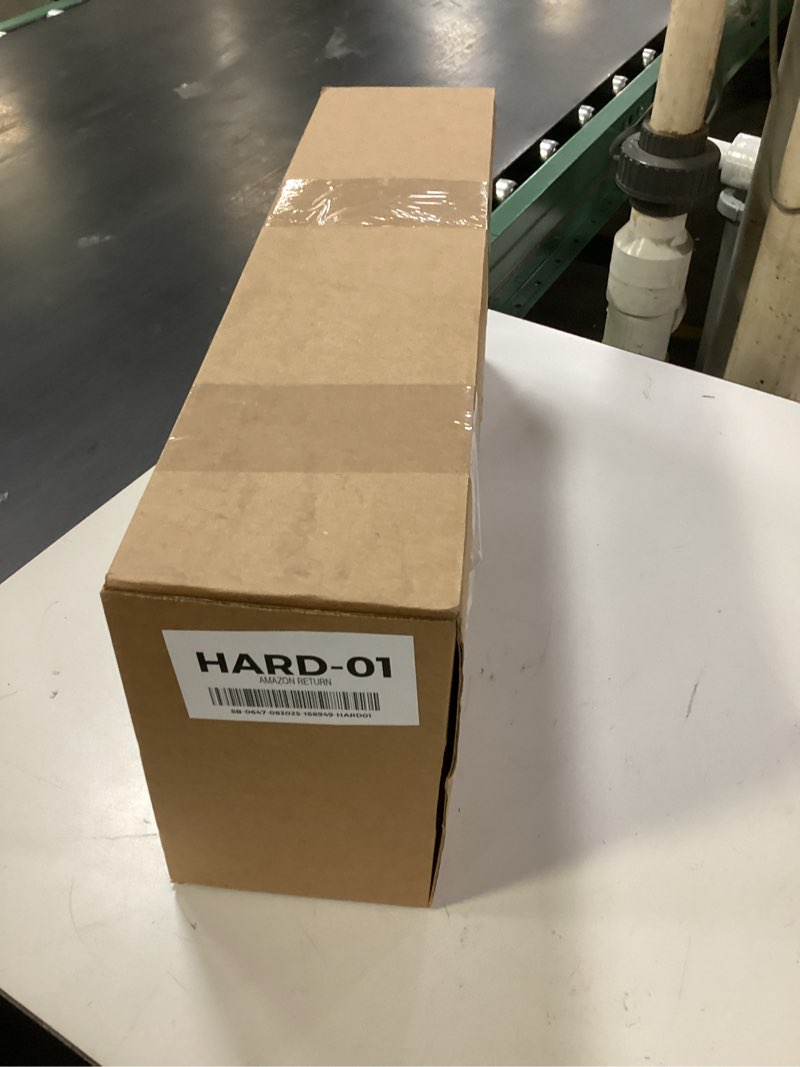 HARD-01
AMAZON RETURN
SB-0647-083025-168949-HARD01